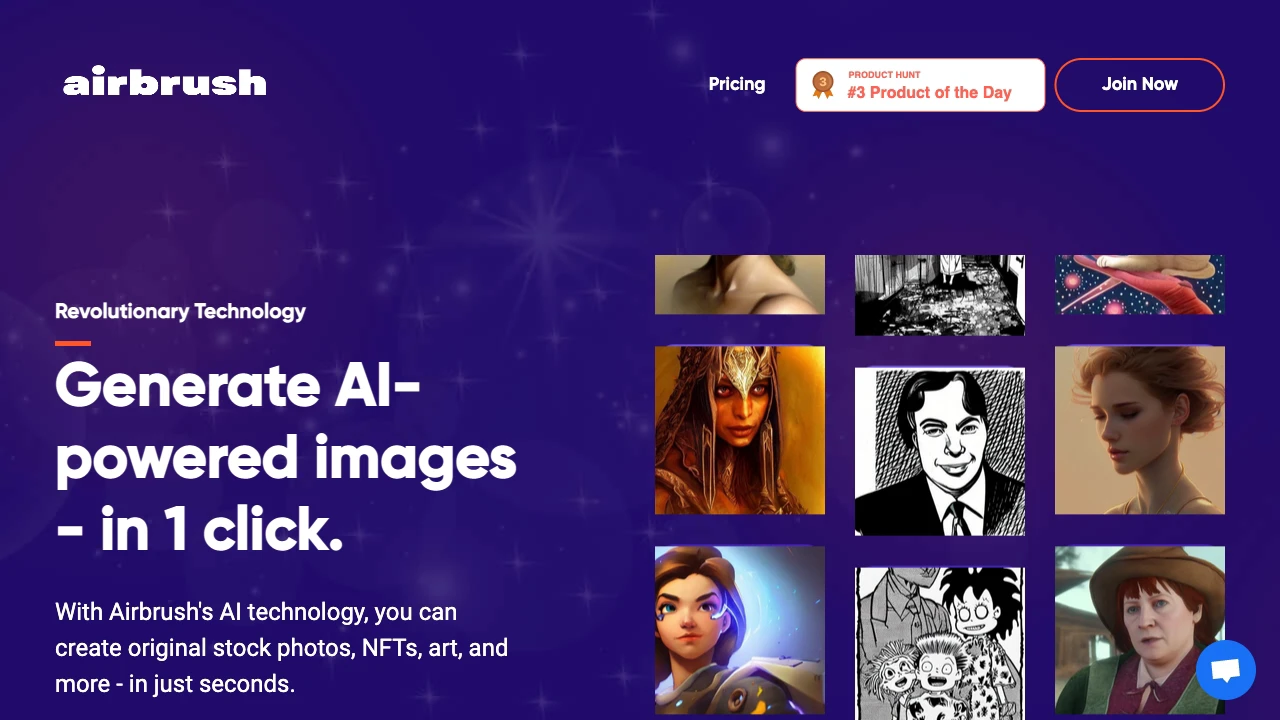 airbrush
Pricing
3
PRODUCT HUNT
#3 Product of the Day
Join Now
Revolutionary Technology
Generate AI-
powered images
- in 1 click.
With Airbrush's AI technology, you can
create original stock photos, NFTs, art, and
more - in just seconds.